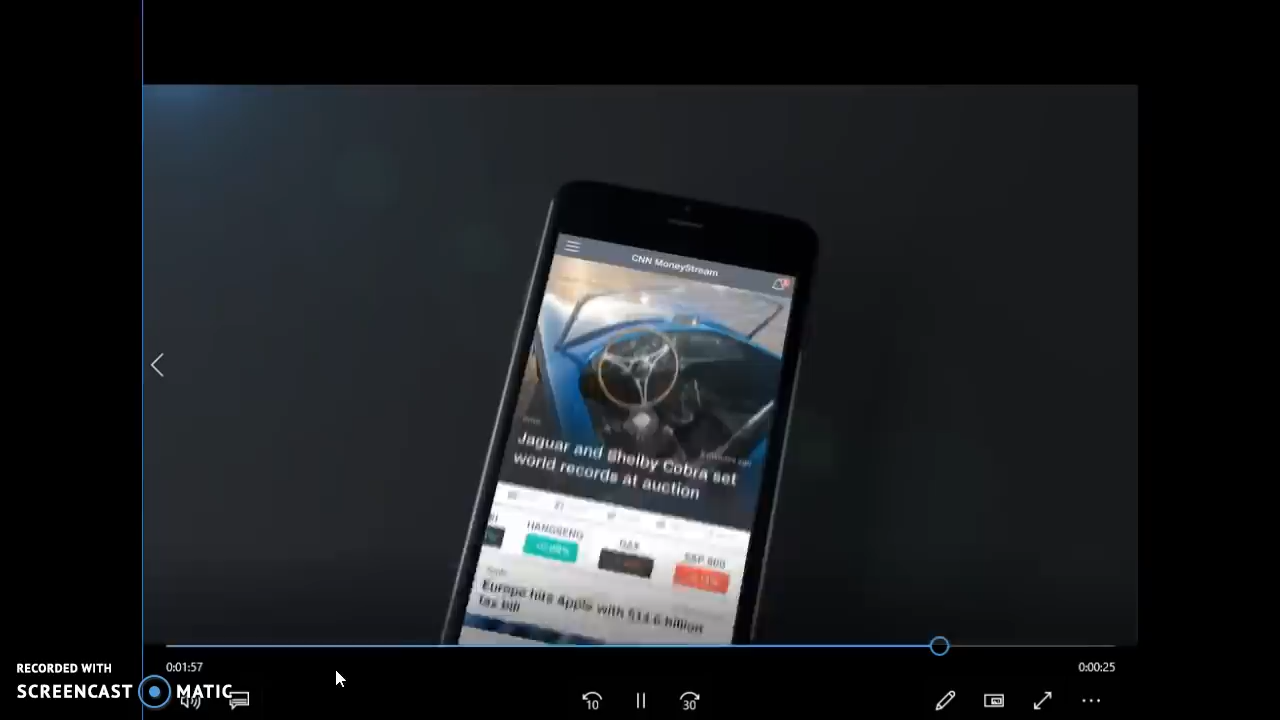 CNN MoneyStream
Jaguar and Shelby Cobra set
world records at auction
HANGSENG
DAX
S&P 500
Europe hits Apple with $14.6 billion
tax bill
0:01:57
0:00:25
RECORDED WITH
SCREENCAST MATIC
10
30